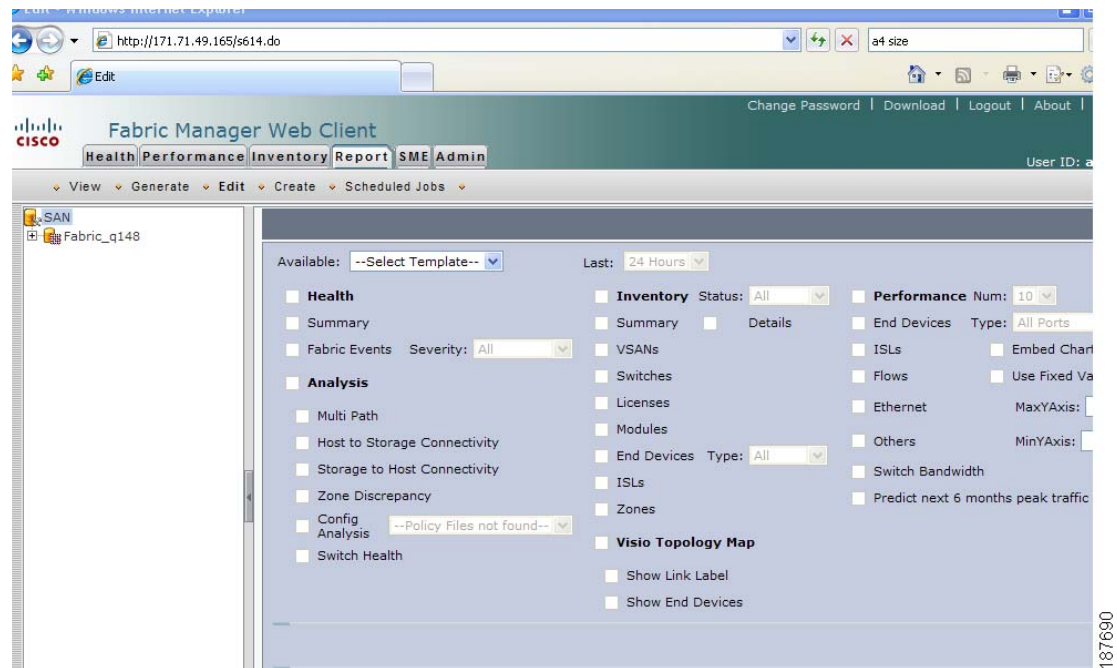 http://171.71.49.165/s614.do
a4 size
Edit
Change Password | Download | Logout | About |
cisco
Fabric Manager Web Client
Health Performance Inventory Report SME Admin
User ID: a
View Generate Edit Create Scheduled Jobs
SAN
Fabric_q148
Available: --Select Template--
Last: 24 Hours
Health
Summary
Fabric Events Severity: All
Analysis
Multi Path
Host to Storage Connectivity
Storage to Host Connectivity
Zone Discrepancy
Config Analysis --Policy Files not found--
Switch Health
Inventory Status: All
Summary Details
VSANs
Switches
Licenses
Modules
End Devices Type: All
ISLs
Zones
Visio Topology Map
Show Link Label
Show End Devices
Performance Num: 10
End Devices Type: All Ports
ISLs Embed Chart
Flows Use Fixed Va
Ethernet MaxYAxis:
Others MinYAxis:
Switch Bandwidth
Predict next 6 months peak traffic
187690